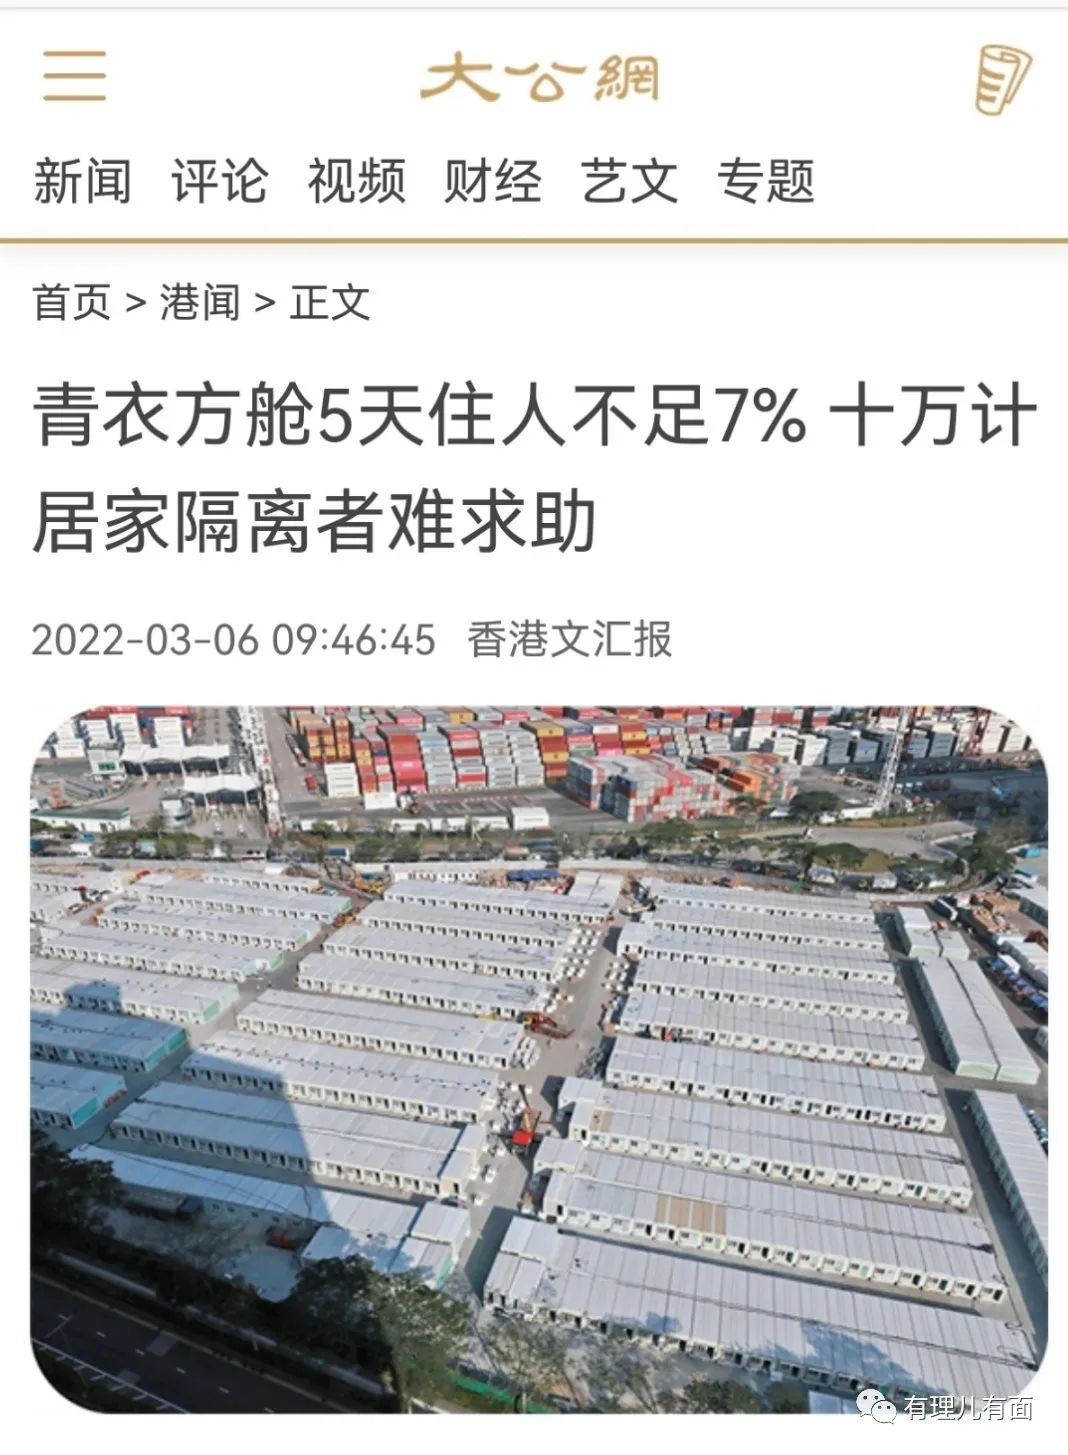 大公網
新闻 评论 视频 财经 艺文 专题
首页 > 港闻 > 正文
青衣方舱5天住人不足7% 十万计
居家隔离者难求助
2022-03-06 09:46:45 香港文汇报
有理儿有面